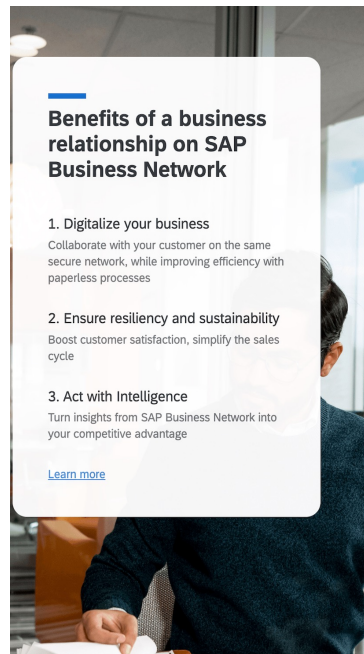 Benefits of a business
relationship on SAP
Business Network
1. Digitalize your business
Collaborate with your customer on the same
secure network, while improving efficiency with
paperless processes
2. Ensure resiliency and sustainability
Boost customer satisfaction, simplify the sales
cycle
3. Act with Intelligence
Turn insights from SAP Business Network into
your competitive advantage
Learn more